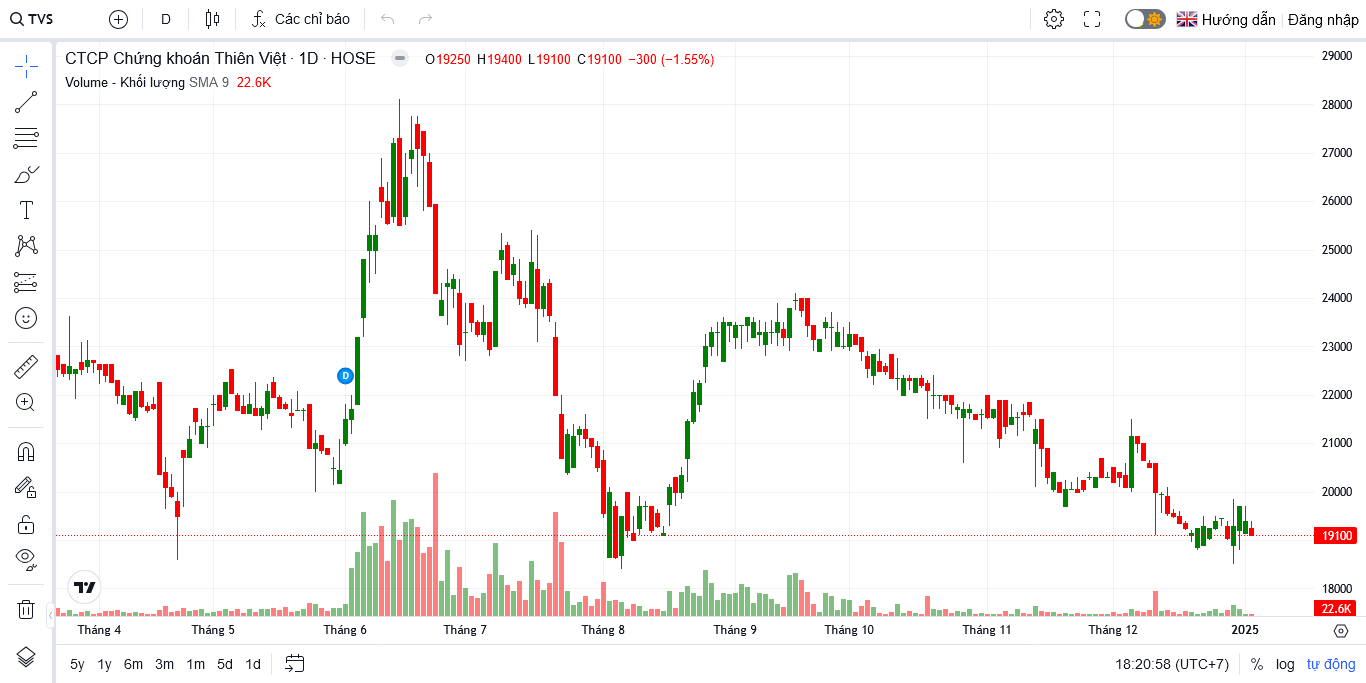 TVS D Các chỉ báo Hướng dẫn Đăng nhập
CTCP Chứng khoán Thiên Việt · 1D · HOSE O19250 H19400 L19100 C19100 −300 (−1.55%)
Volume - Khối lượng SMA 9 22.6K
29000
28000
27000
26000
25000
24000
23000
22000
21000
20000
19100
18000
22.6K
D
Tháng 4 Tháng 5 Tháng 6 Tháng 7 Tháng 8 Tháng 9 Tháng 10 Tháng 11 Tháng 12 2025
5y 1y 6m 3m 1m 5d 1d 18:20:58 (UTC+7) % log tự động